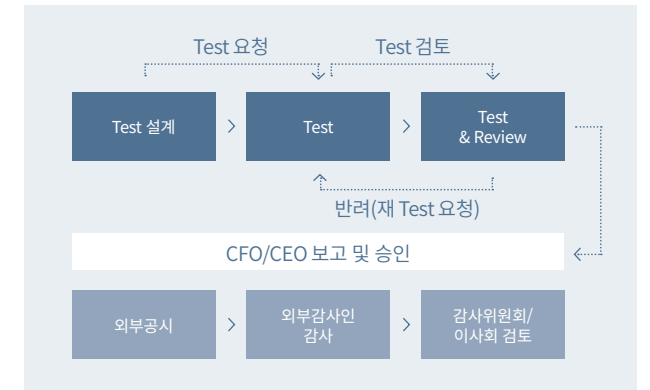 Test 요청
Test 검토
Test 설계
Test
Test
& Review
반려(재 Test 요청)
CFO/CEO 보고 및 승인
외부공시
외부감사인
감사
감사위원회/
이사회 검토